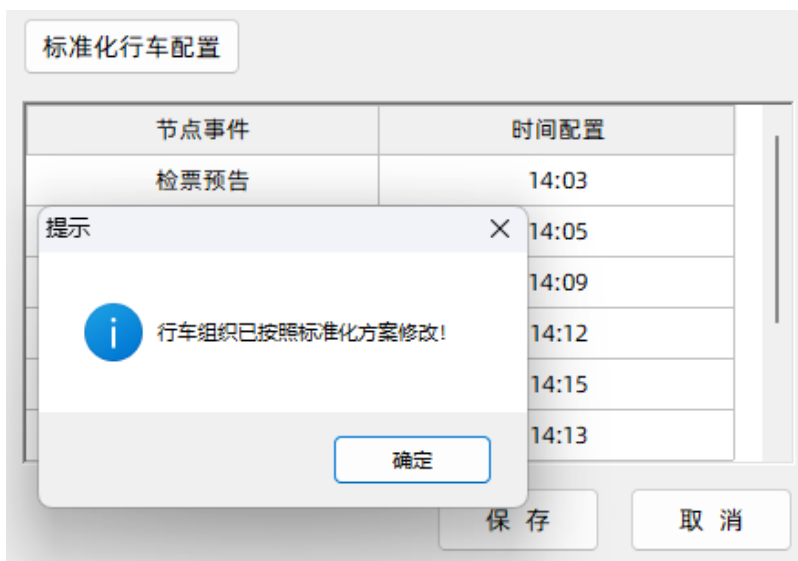 标准化行车配置
节点事件 时间配置
检票预告 14:03
提示
14:05
14:09
行车组织已按照标准化方案修改!
14:12
14:15
14:13
确定
保 存 取 消